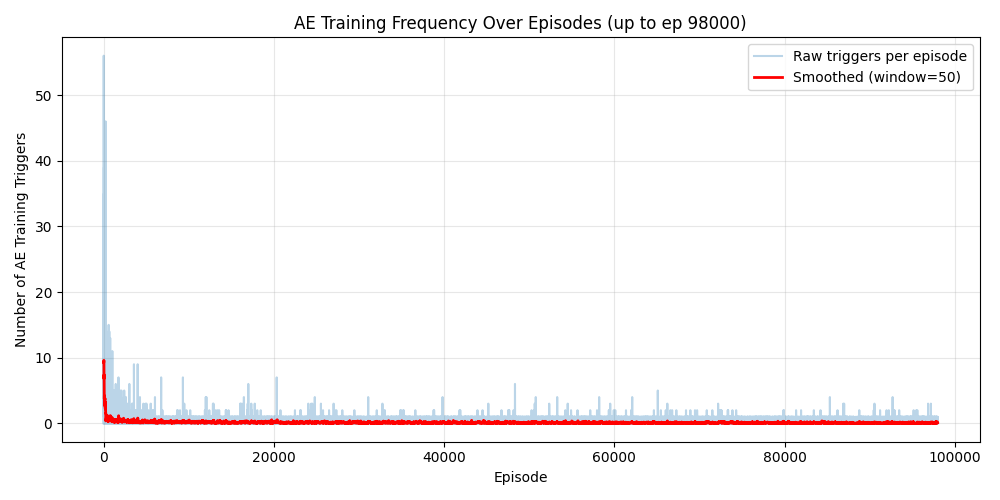 AE Training Frequency Over Episodes (up to ep 98000)
Raw triggers per episode
Smoothed (window=50)
Number of AE Training Triggers
50
40
30
20
10
0
0
20000
40000
60000
80000
100000
Episode